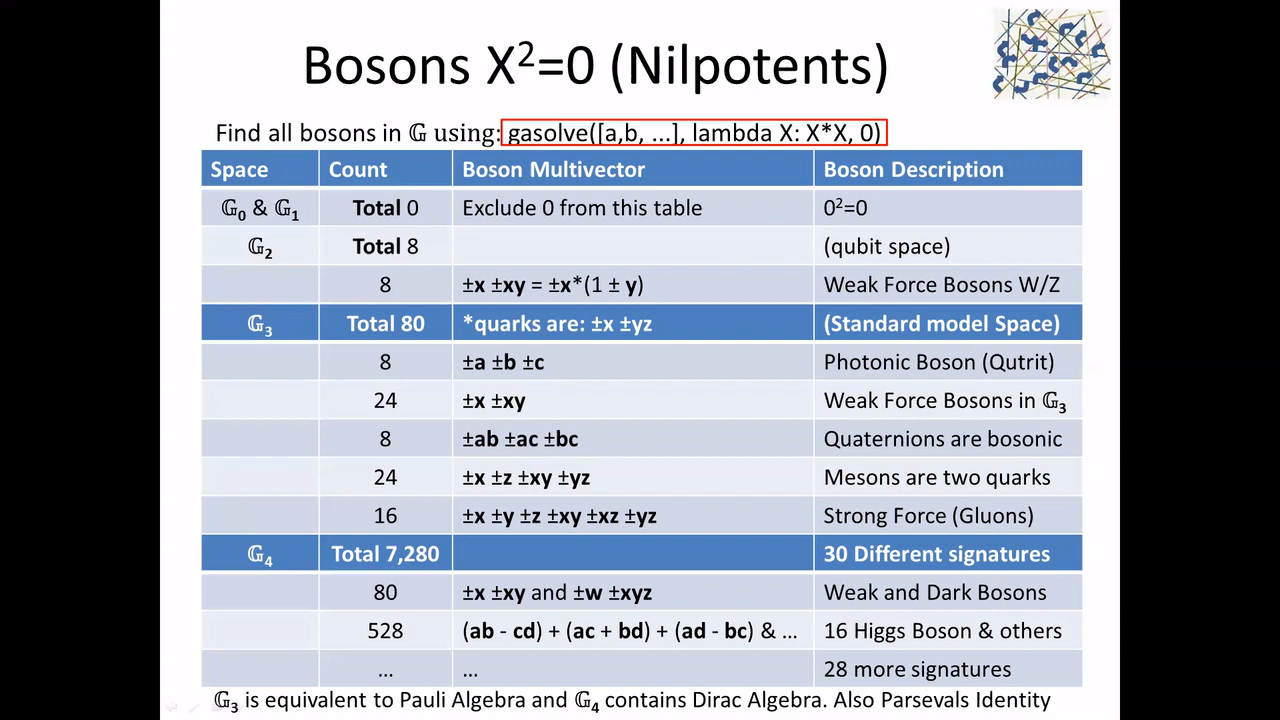 Bosons X²=0 (Nilpotents)
Find all bosons in 𝔾 using: gasolve([a,b, ...], lambda X: X*X, 0)
Space Count Boson Multivector Boson Description
𝔾₀ & 𝔾₁ Total 0 Exclude 0 from this table 0²=0
𝔾₂ Total 8 (qubit space)
8 ±x ±xy = ±x*(1 ± y) Weak Force Bosons W/Z
𝔾₃ Total 80 *quarks are: ±x ±yz (Standard model Space)
8 ±a ±b ±c Photonic Boson (Qutrit)
24 ±x ±xy Weak Force Bosons in 𝔾₃
8 ±ab ±ac ±bc Quaternions are bosonic
24 ±x ±z ±xy ±yz Mesons are two quarks
16 ±x ±y ±z ±xy ±xz ±yz Strong Force (Gluons)
𝔾₄ Total 7,280 30 Different signatures
80 ±x ±xy and ±w ±xyz Weak and Dark Bosons
528 (ab - cd) + (ac + bd) + (ad - bc) & ... 16 Higgs Boson & others
... ... 28 more signatures
𝔾₃ is equivalent to Pauli Algebra and 𝔾₄ contains Dirac Algebra. Also Parsevals Identity